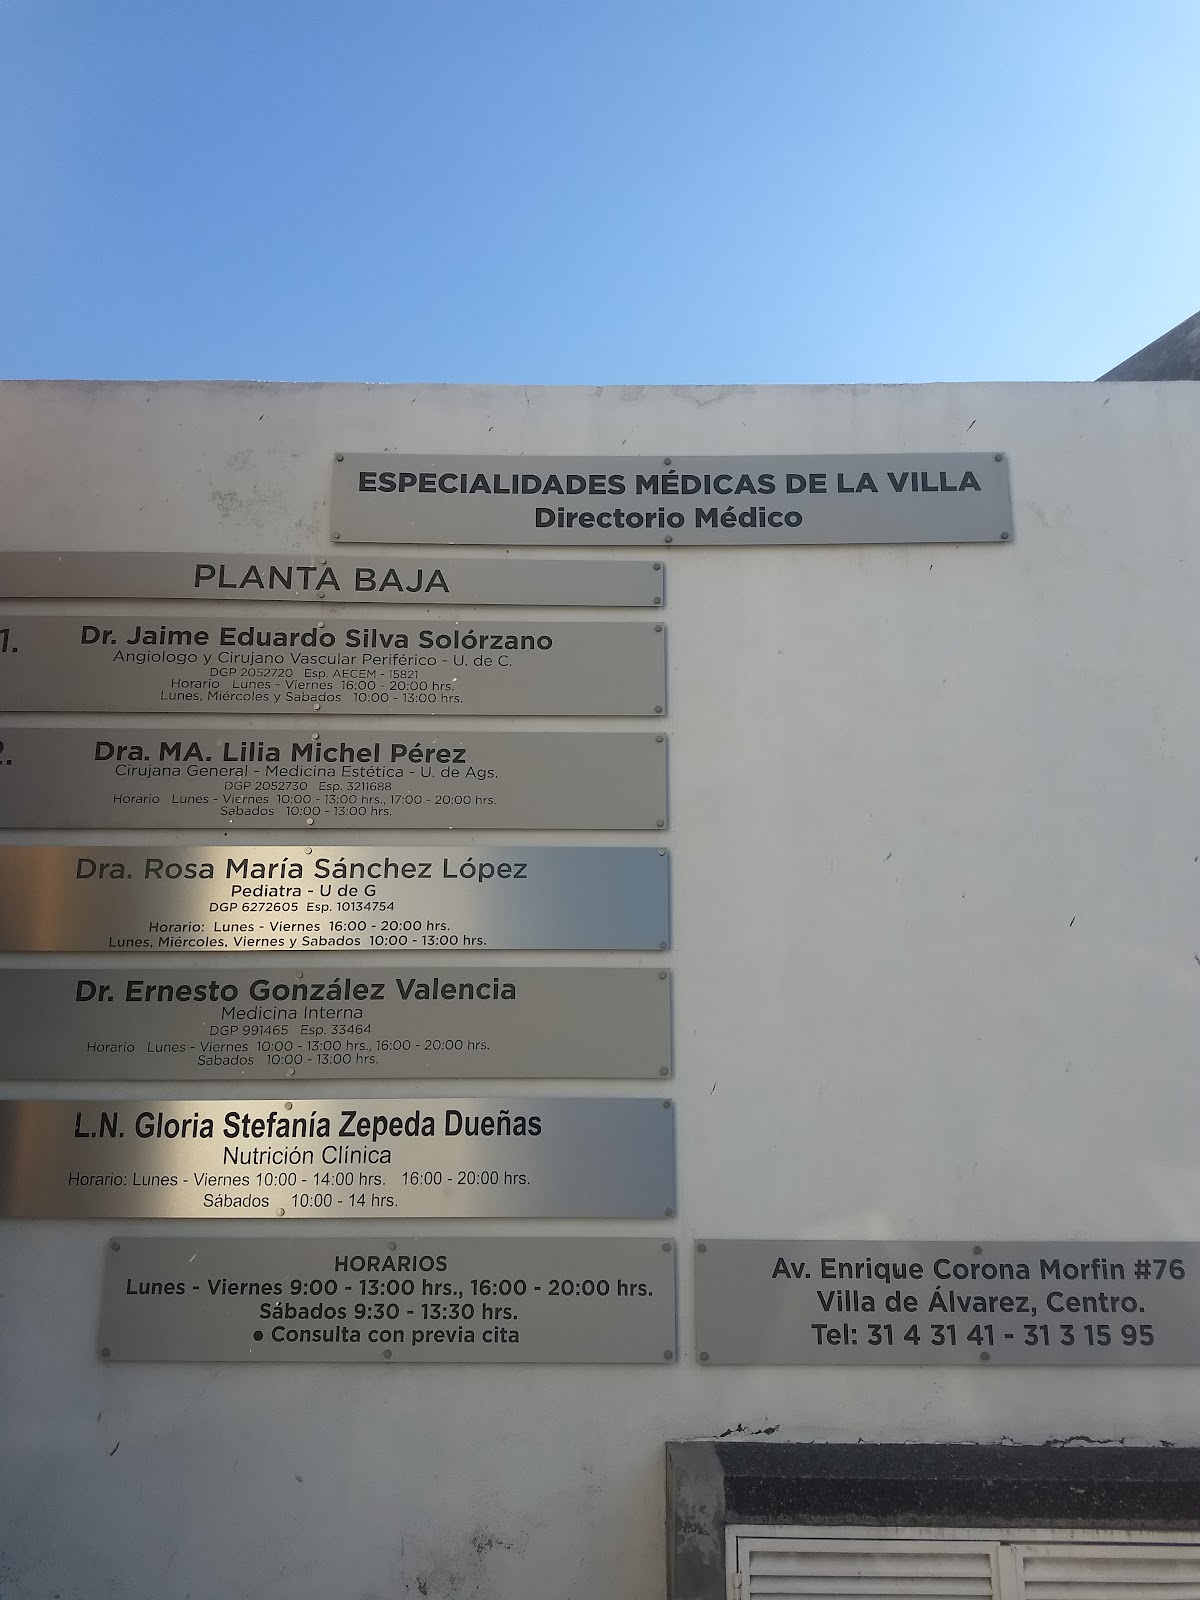 ESPECIALIDADES MÉDICAS DE LA VILLA
Directorio Médico
PLANTA BAJA
1. Dr. Jaime Eduardo Silva Solórzano
Angiologo y Cirujano Vascular Periférico - U. de C.
DGP 2052720 Esp. AECEM - 15821
Horario Lunes - Viernes 16:00 - 20:00 hrs.
Lunes, Miércoles y Sabados 10:00 - 13:00 hrs.
2. Dra. MA. Lilia Michel Pérez
Cirujana General - Medicina Estética - U. de Ags.
DGP 2052730 Esp. 3211688
Horario Lunes - Viernes 10:00 - 13:00 hrs., 17:00 - 20:00 hrs.
Sabados 10:00 - 13:00 hrs.
Dra. Rosa María Sánchez López
Pediatra - U de G
DGP 6272605 Esp. 10134754
Horario: Lunes - Viernes 16:00 - 20:00 hrs.
Lunes, Miércoles, Viernes y Sabados 10:00 - 13:00 hrs.
Dr. Ernesto González Valencia
Medicina Interna
DGP 991465 Esp. 33464
Horario Lunes - Viernes 10:00 - 13:00 hrs., 16:00 - 20:00 hrs.
Sabados 10:00 - 13:00 hrs.
L.N. Gloria Stefanía Zepeda Dueñas
Nutrición Clínica
Horario: Lunes - Viernes 10:00 - 14:00 hrs. 16:00 - 20:00 hrs.
Sábados 10:00 - 14 hrs.
HORARIOS
Lunes - Viernes 9:00 - 13:00 hrs., 16:00 - 20:00 hrs.
Sábados 9:30 - 13:30 hrs.
• Consulta con previa cita
Av. Enrique Corona Morfin #76
Villa de Álvarez, Centro.
Tel: 31 4 31 41 - 31 3 15 95